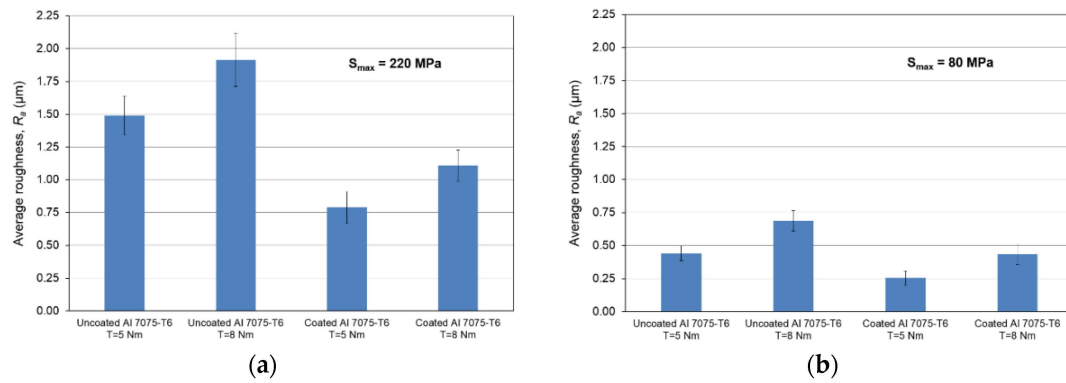 2.25
2.00
1.75
1.50
1.25
1.00
0.75
0.50
0.25
0.00
Average roughness, Ra (μm)
Smax = 220 MPa
Uncoated Al 7075-T6
T=5 Nm
Uncoated Al 7075-T6
T=8 Nm
Coated Al 7075-T6
T=5 Nm
Coated Al 7075-T6
T=8 Nm
(a)
2.25
2.00
1.75
1.50
1.25
1.00
0.75
0.50
0.25
0.00
Average roughness, Ra (μm)
Smax = 80 MPa
Uncoated Al 7075-T6
T=5 Nm
Uncoated Al 7075-T6
T=8 Nm
Coated Al 7075-T6
T=5 Nm
Coated Al 7075-T6
T=8 Nm
(b)